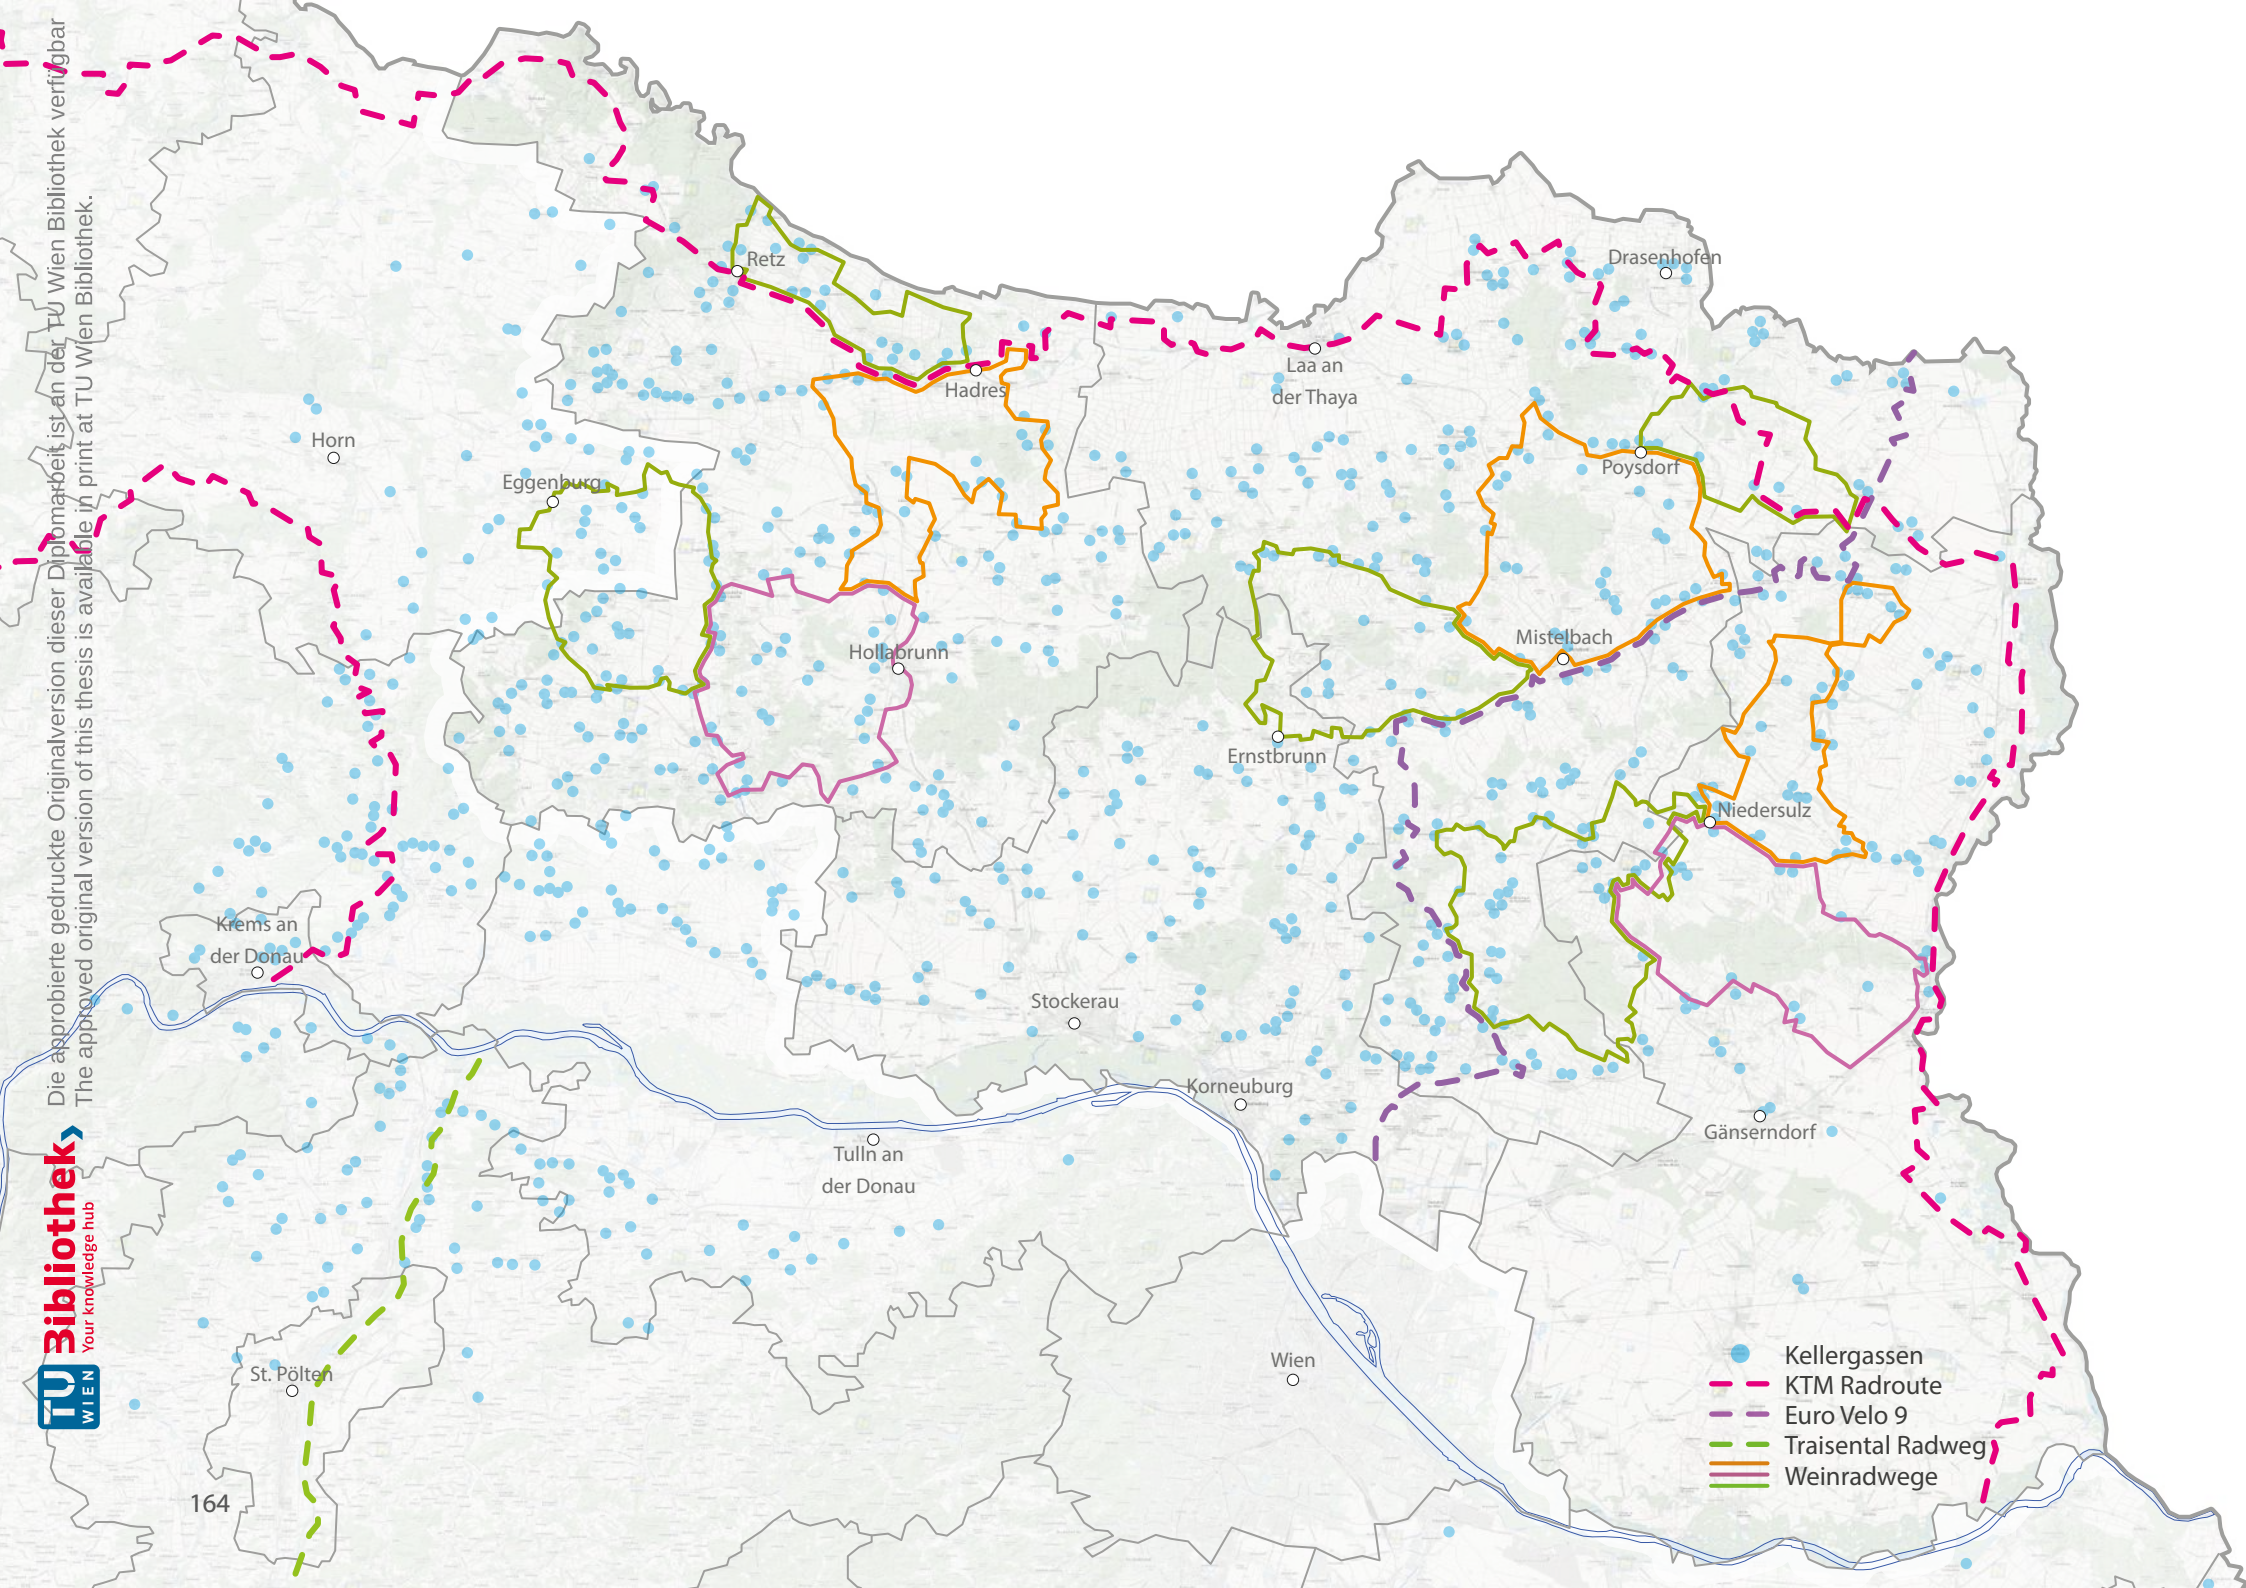 Die approbierte gedruckte Originalversion dieser Diplomarbeit ist an der TU Wien Bibliothek verfügbar
The approved original version of this thesis is available in print at TU Wien Bibliothek.
Retz
Drasenhofen
Hadres
Laa an
der Thaya
Horn
Eggenburg
Poysdorf
Mistelbach
Hollabrunn
Ernstbrunn
Niedersulz
Krems an
der Donau
Stockerau
Korneuburg
Gänserndorf
Tulln an
der Donau
St. Pölten
Wien
Kellergassen
KTM Radroute
Euro Velo 9
Traisental Radweg
Weinradwege
TU
WIEN
Bibliothek
Your knowledge hub
164